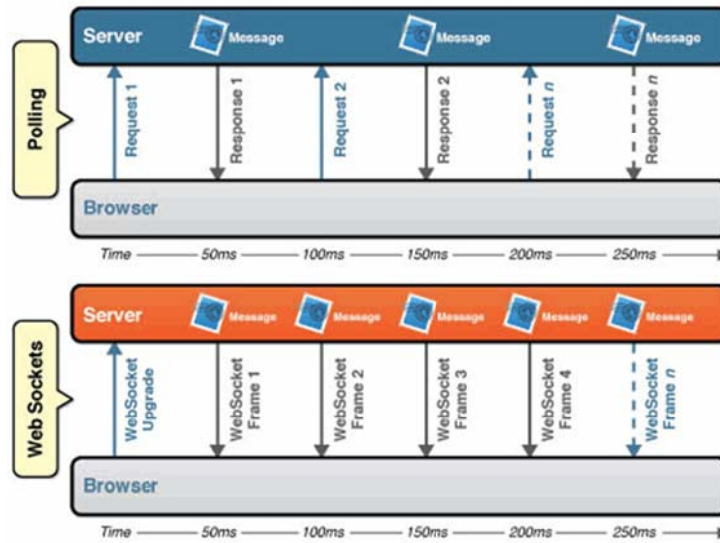 Polling
Server
Message
Message
Message
Request 1
Response 1
Request 2
Response 2
Request n
Response n
Browser
Time 50ms 100ms 150ms 200ms 250ms
Web Sockets
Server
Message
Message
Message
Message
Message
WebSocket
Upgrade
WebSocket
Frame 1
WebSocket
Frame 2
WebSocket
Frame 3
WebSocket
Frame 4
WebSocket
Frame n
Browser
Time 50ms 100ms 150ms 200ms 250ms